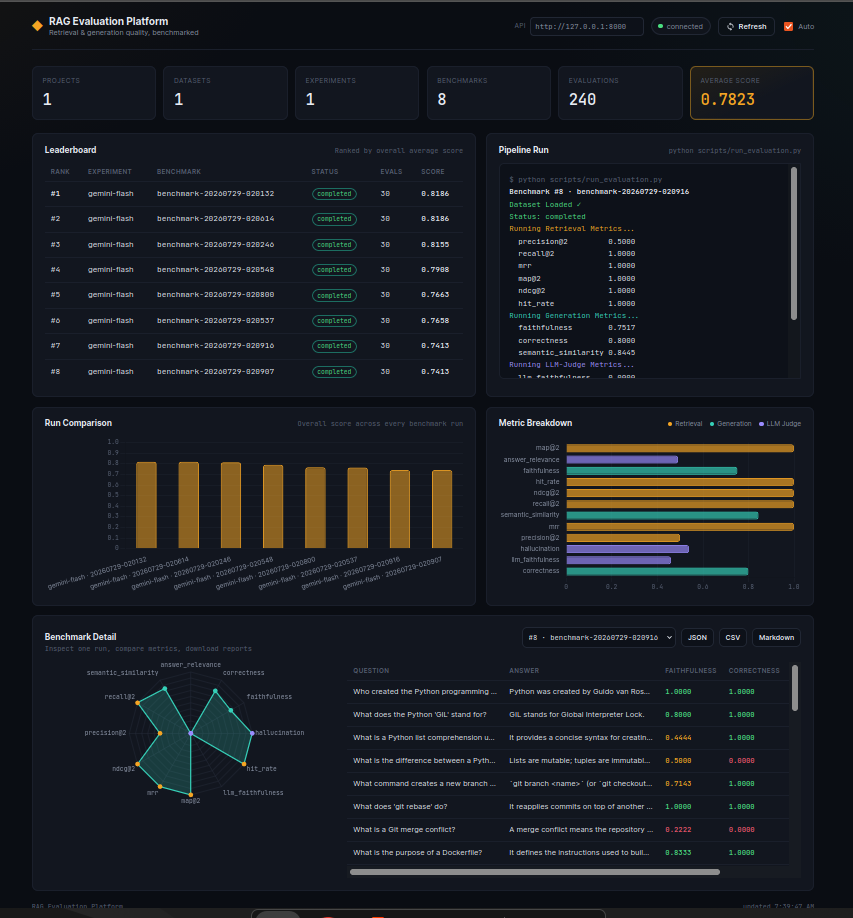 RAG Evaluation Platform
Retrieval & generation quality, benchmarked
API http://127.0.0.1:8000 connected Refresh Auto
PROJECTS DATASETS EXPERIMENTS BENCHMARKS EVALUATIONS AVERAGE SCORE
1 1 1 8 240 0.7823
Leaderboard Ranked by overall average score
RANK EXPERIMENT BENCHMARK STATUS EVALS SCORE
#1 gemini-flash benchmark-20260729-020132 completed 30 0.8186
#2 gemini-flash benchmark-20260729-020614 completed 30 0.8186
#3 gemini-flash benchmark-20260729-020246 completed 30 0.8155
#4 gemini-flash benchmark-20260729-020548 completed 30 0.7908
#5 gemini-flash benchmark-20260729-020800 completed 30 0.7663
#6 gemini-flash benchmark-20260729-020537 completed 30 0.7658
#7 gemini-flash benchmark-20260729-020916 completed 30 0.7413
#8 gemini-flash benchmark-20260729-020907 completed 30 0.7413
Pipeline Run python scripts/run_evaluation.py
$ python scripts/run_evaluation.py
Benchmark #8 · benchmark-20260729-020916
Dataset Loaded ✓
Status: completed
Running Retrieval Metrics...
precision@2 0.5000
recall@2 1.0000
mrr 1.0000
map@2 1.0000
ndcg@2 1.0000
hit_rate 1.0000
Running Generation Metrics...
faithfulness 0.7517
correctness 0.8000
semantic_similarity 0.8445
Running LLM-Judge Metrics...
llm_faithfulness 0.0000
Run Comparison Overall score across every benchmark run
1.0
0.9
0.8
0.7
0.6
0.5
0.4
0.3
0.2
0.1
0
gemini-flash · 20260729-020132
gemini-flash · 20260729-020614
gemini-flash · 20260729-020246
gemini-flash · 20260729-020548
gemini-flash · 20260729-020800
gemini-flash · 20260729-020537
gemini-flash · 20260729-020916
gemini-flash · 20260729-020907
Metric Breakdown Retrieval Generation LLM Judge
map@2
answer_relevance
faithfulness
hit_rate
ndcg@2
recall@2
semantic_similarity
mrr
precision@2
hallucination
llm_faithfulness
correctness
0 0.2 0.4 0.6 0.8 1.0
Benchmark Detail #8 · benchmark-20260729-020916 JSON CSV Markdown
Inspect one run, compare metrics, download reports
answer_relevance
semantic_similarity correctness
recall@2 faithfulness
precision@2 hallucination
ndcg@2 hit_rate
mrr llm_faithfulness
map@2
QUESTION ANSWER FAITHFULNESS CORRECTNESS
Who created the Python programming ... Python was created by Guido van Ros... 1.0000 1.0000
What does the Python 'GIL' stand for? GIL stands for Global Interpreter Lock. 0.8000 1.0000
What is a Python list comprehension u... It provides a concise syntax for creatin... 0.4444 1.0000
What is the difference between a Pyth... Lists are mutable; tuples are immutabl... 0.5000 0.0000
What command creates a new branch ... `git branch <name>` (or `git checkout... 0.7143 1.0000
What does 'git rebase' do? It reapplies commits on top of another ... 1.0000 1.0000
What is a Git merge conflict? A merge conflict means the repository ... 0.2222 0.0000
What is the purpose of a Dockerfile? It defines the instructions used to buil... 0.8333 1.0000
RAG Evaluation Platform updated 7:39:47 AM